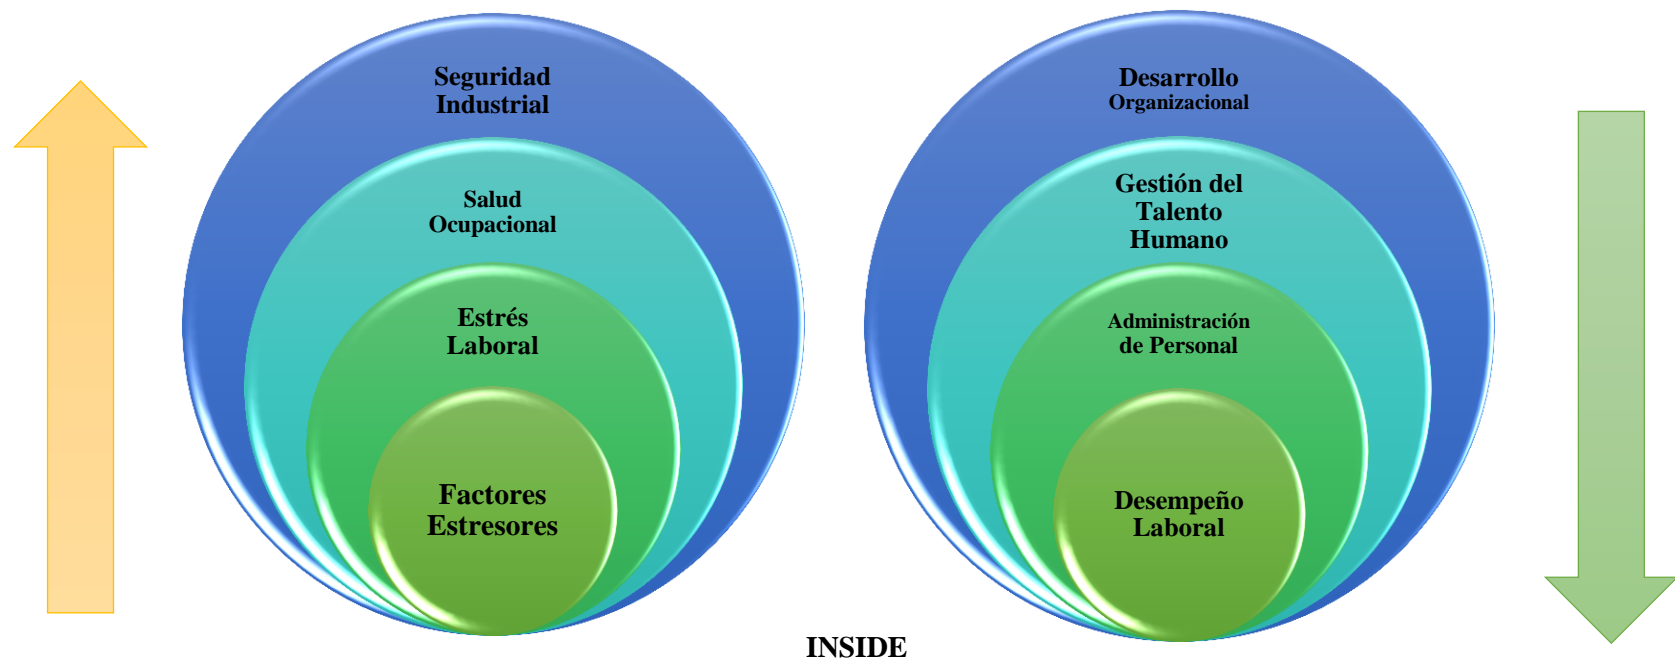 Seguridad
Industrial
Salud
Ocupacional
Estrés
Laboral
Factores
Estresores
Desarrollo
Organizacional
Gestión del
Talento
Humano
Administración
de Personal
Desempeño
Laboral
INSIDE